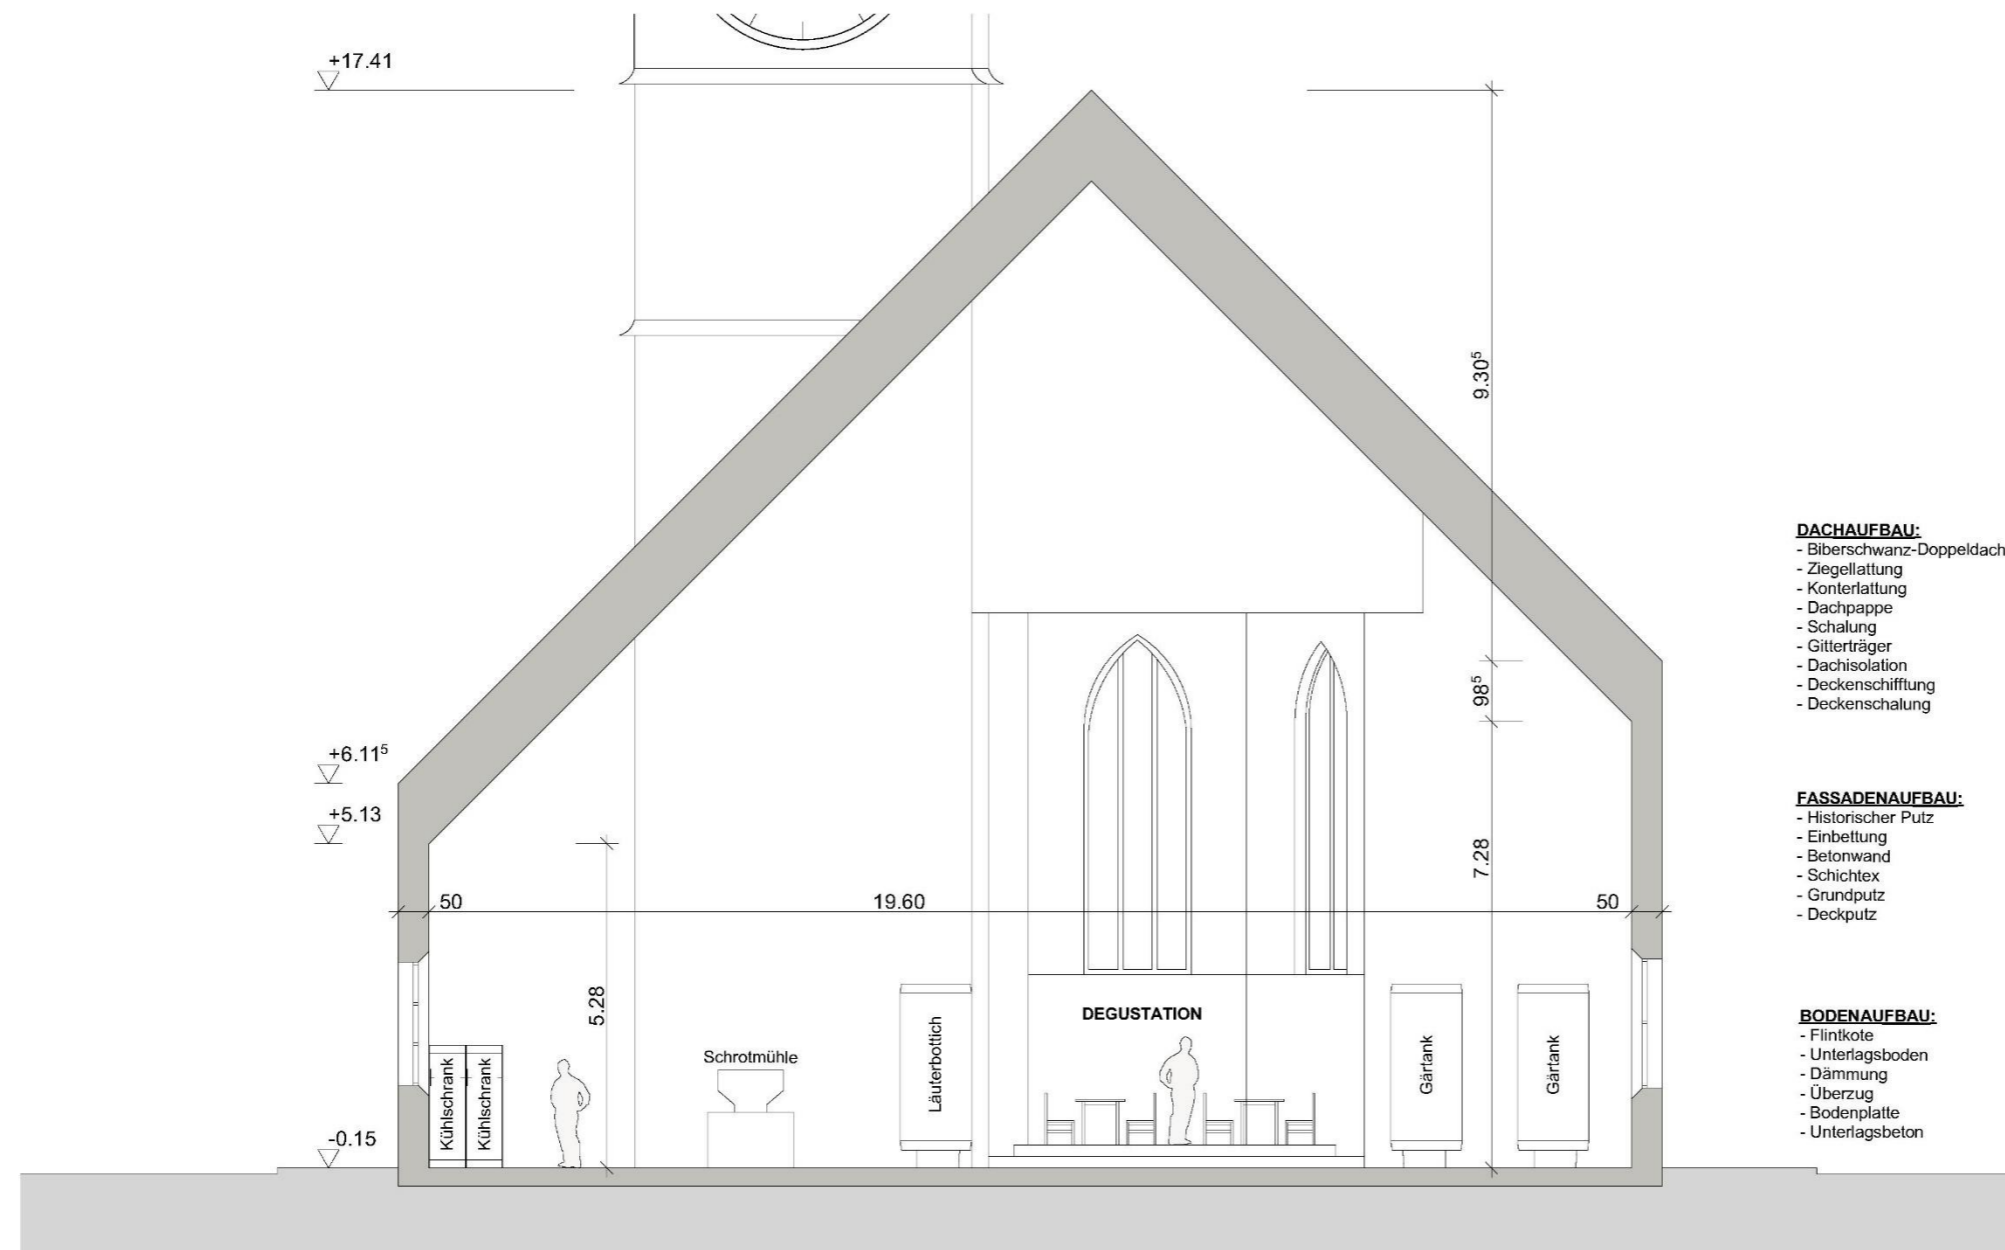 +17.41
9.30⁵
DACHAUFBAU:
- Biberschwanz-Doppeldach
- Ziegellattung
- Konterlattung
- Dachpappe
- Schalung
- Gitterträger
- Dachisolation
- Deckenschifftung
- Deckenschalung
98⁵
+6.11⁵
+5.13
7.28
FASSADENAUFBAU:
- Historischer Putz
- Einbettung
- Betonwand
- Schichtex
- Grundputz
- Deckputz
50
19.60
50
5.28
DEGUSTATION
Schrotmühle
Kühlschrank
Kühlschrank
Läuterbottich
Gärtank
Gärtank
-0.15
BODENAUFBAU:
- Flintkote
- Unterlagsboden
- Dämmung
- Überzug
- Bodenplatte
- Unterlagsbeton